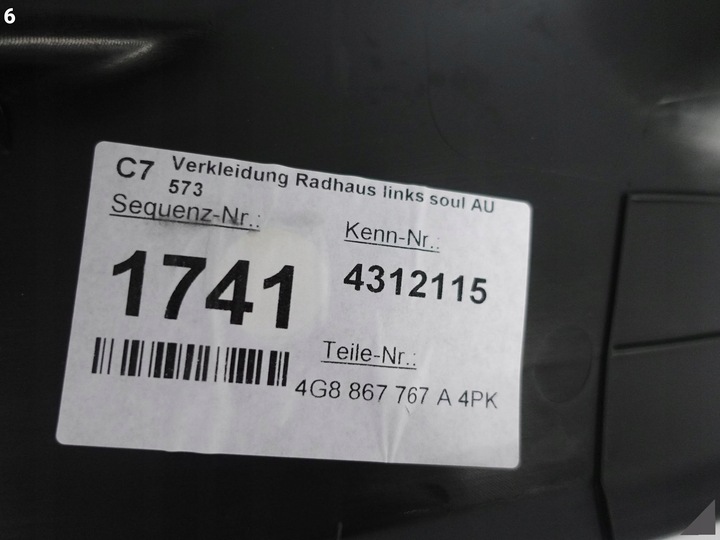 6
C7 Verkleidung Radhaus links soul AU
573
Sequenz-Nr.:
Kenn-Nr.:
1741
4312115
Teile-Nr.:
4G8 867 767 A 4PK